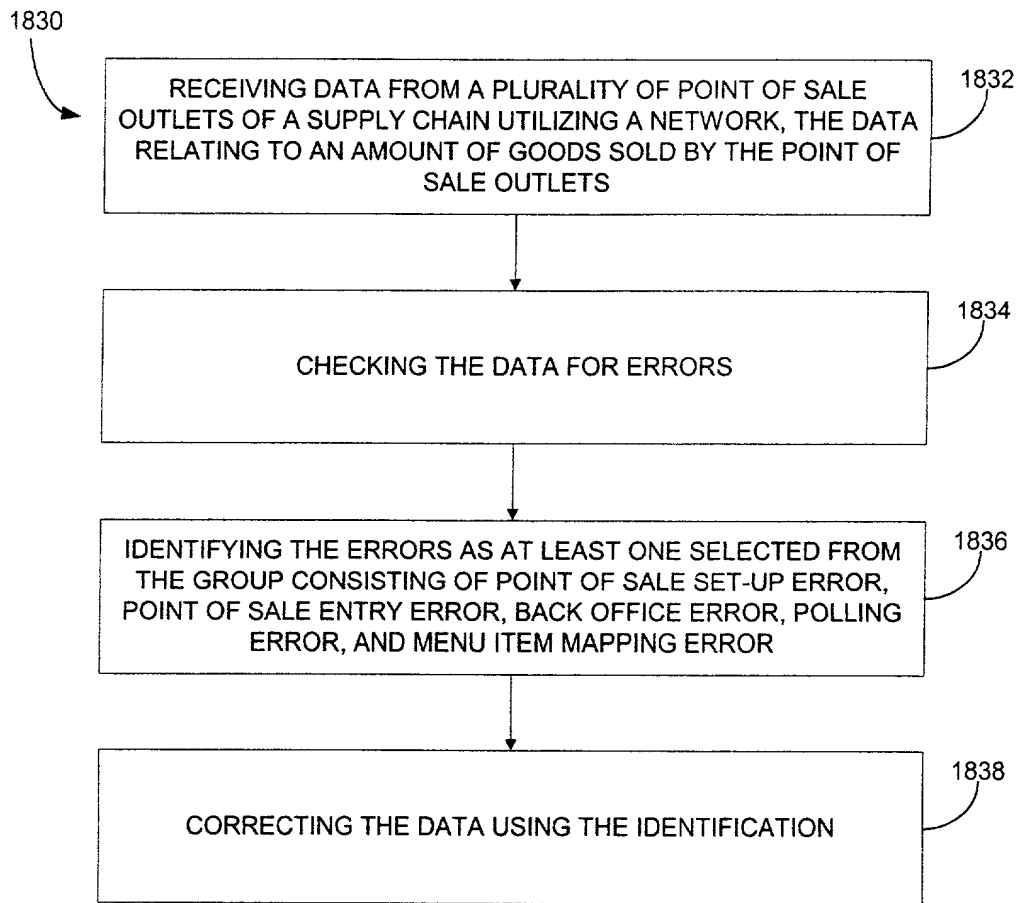 1830
1832
RECEIVING DATA FROM A PLURALITY OF POINT OF SALE
OUTLETS OF A SUPPLY CHAIN UTILIZING A NETWORK, THE DATA
RELATING TO AN AMOUNT OF GOODS SOLD BY THE POINT OF
SALE OUTLETS
1834
CHECKING THE DATA FOR ERRORS
1836
IDENTIFYING THE ERRORS AS AT LEAST ONE SELECTED FROM
THE GROUP CONSISTING OF POINT OF SALE SET-UP ERROR,
POINT OF SALE ENTRY ERROR, BACK OFFICE ERROR, POLLING
ERROR, AND MENU ITEM MAPPING ERROR
1838
CORRECTING THE DATA USING THE IDENTIFICATION